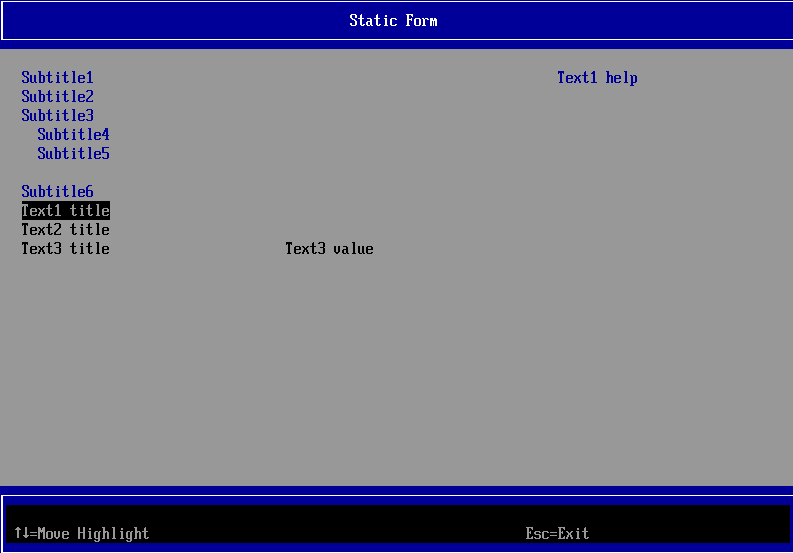 Static Form
Subtitle1 Text1 help
Subtitle2
Subtitle3
Subtitle4
Subtitle5
Subtitle6
Text1 title
Text2 title
Text3 title Text3 value
↑↓=Move Highlight Esc=Exit